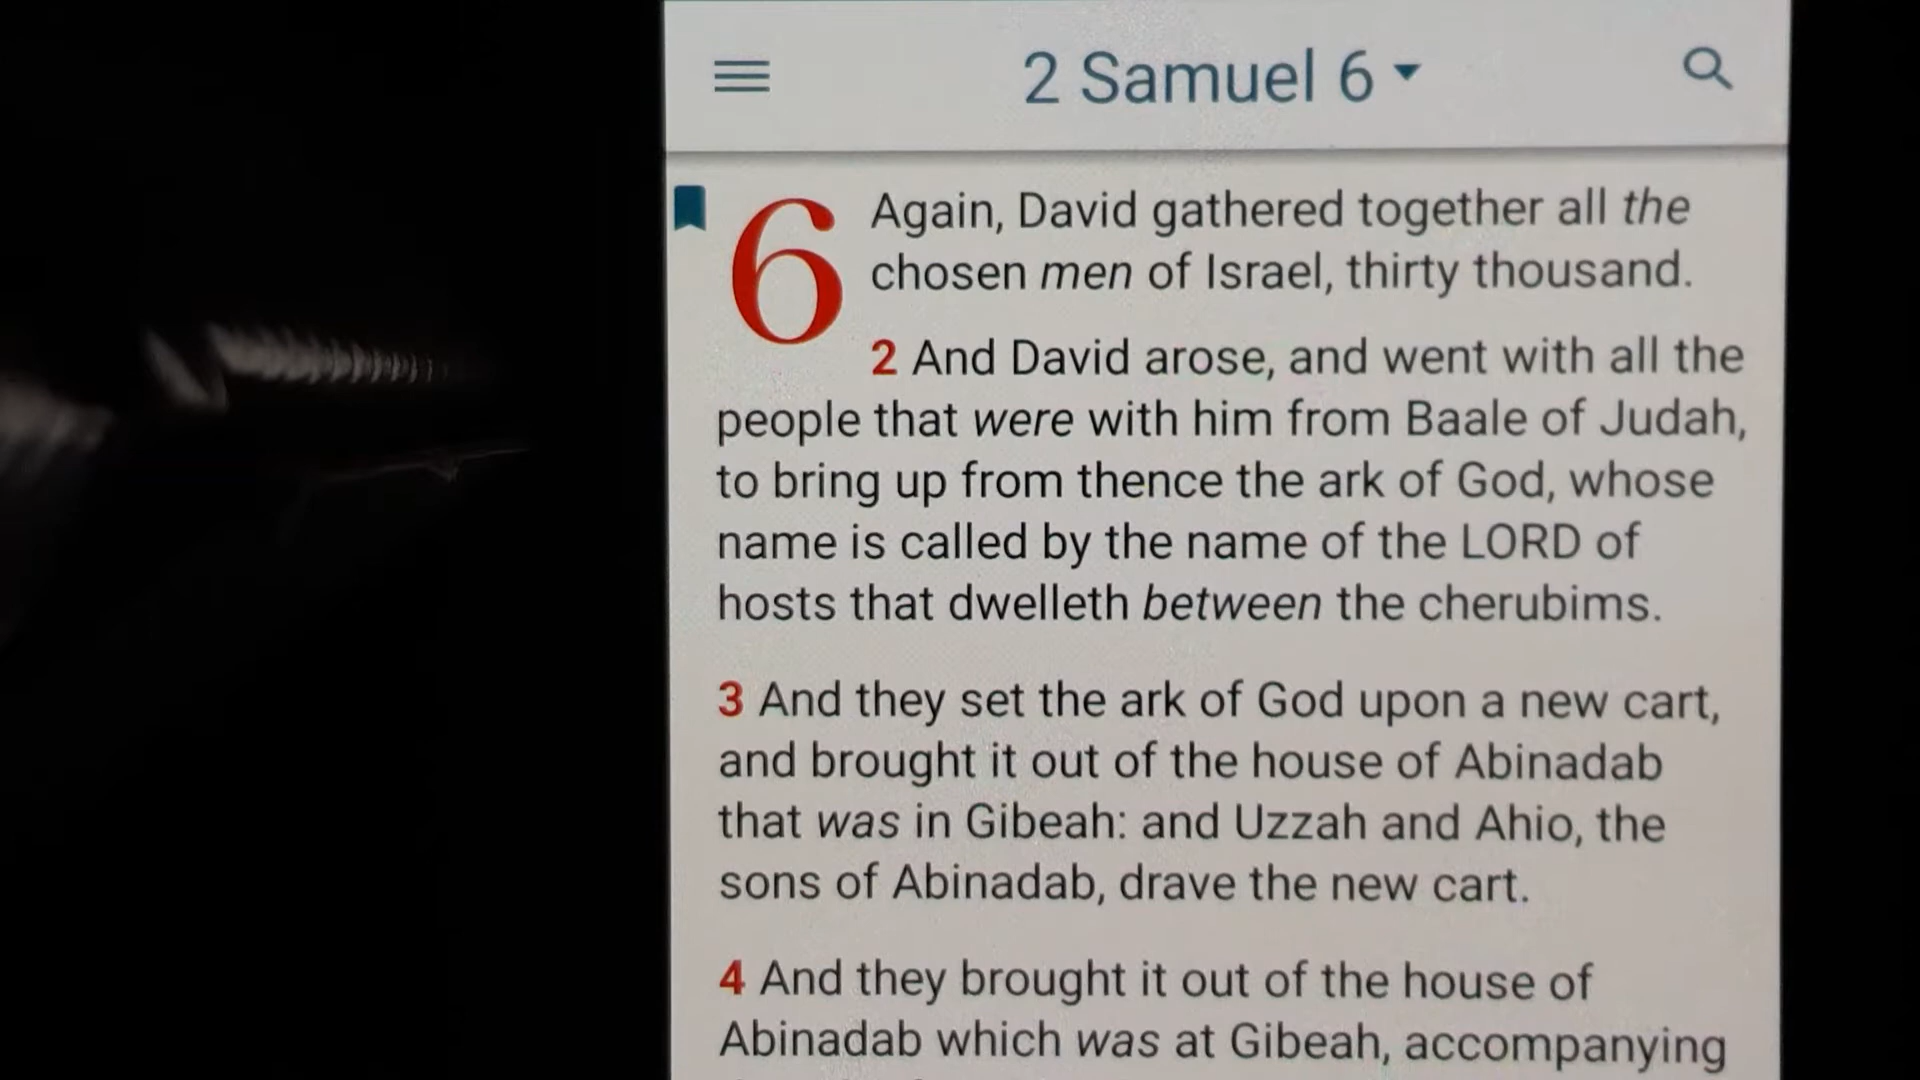 2 Samuel 6
6 Again, David gathered together all the
chosen men of Israel, thirty thousand.
2 And David arose, and went with all the
people that were with him from Baale of Judah,
to bring up from thence the ark of God, whose
name is called by the name of the LORD of
hosts that dwelleth between the cherubims.
3 And they set the ark of God upon a new cart,
and brought it out of the house of Abinadab
that was in Gibeah: and Uzzah and Ahio, the
sons of Abinadab, drave the new cart.
4 And they brought it out of the house of
Abinadab which was at Gibeah, accompanying